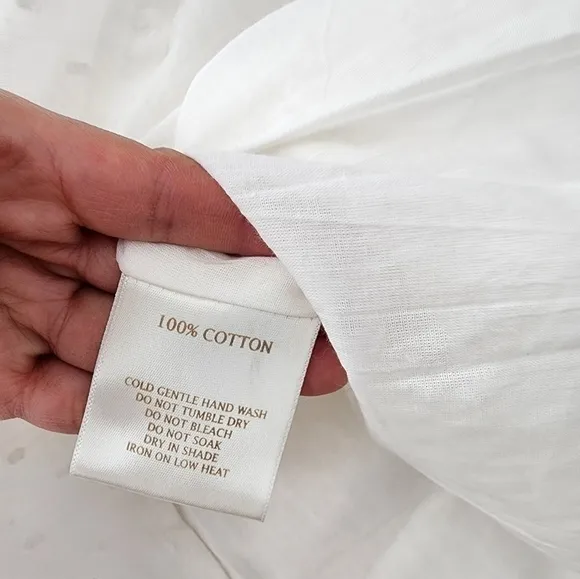 100% COTTON
COLD GENTLE HAND WASH
DO NOT TUMBLE DRY
DO NOT BLEACH
DO NOT SOAK
DRY IN SHADE
IRON ON LOW HEAT